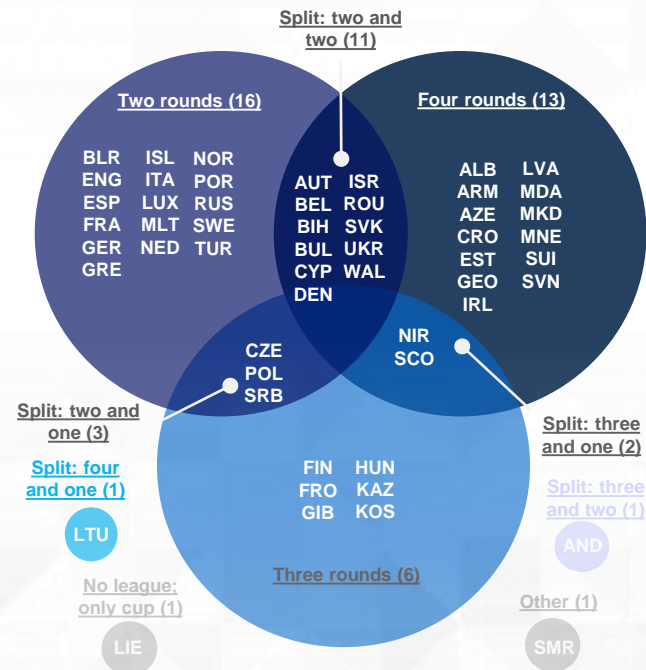 Split: two and
two (11)
Two rounds (16)
BLR ISL NOR
ENG ITA POR
ESP LUX RUS
FRA MLT SWE
GER NED TUR
GRE
AUT ISR
BEL ROU
BIH SVK
BUL UKR
CYP WAL
DEN
Four rounds (13)
ALB LVA
ARM MDA
AZE MKD
CRO MNE
EST SUI
GEO SVN
IRL
CZE
POL
SRB
NIR
SCO
Split: two and
one (3)
Split: three
and one (2)
Split: four
and one (1)
LTU
FIN HUN
FRO KAZ
GIB KOS
Three rounds (6)
Split: three
and two (1)
AND
No league;
only cup (1)
LIE
Other (1)
SMR